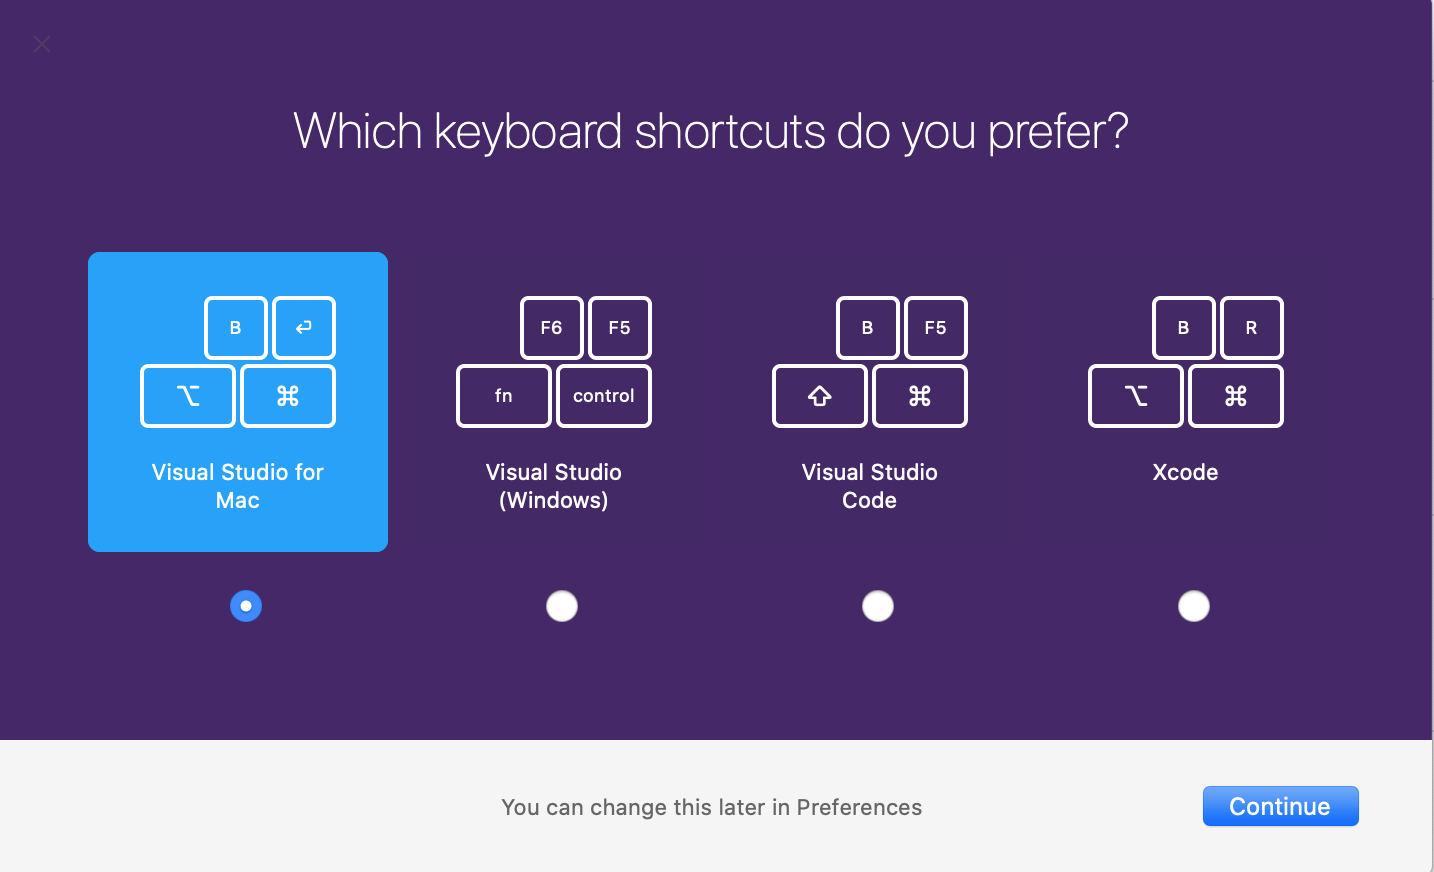 Which keyboard shortcuts do you prefer?
B ↩
⌥ ⌘
Visual Studio for
Mac
F6 F5
fn control
Visual Studio
(Windows)
B F5
⇧ ⌘
Visual Studio
Code
B R
⌥ ⌘
Xcode
You can change this later in Preferences
Continue